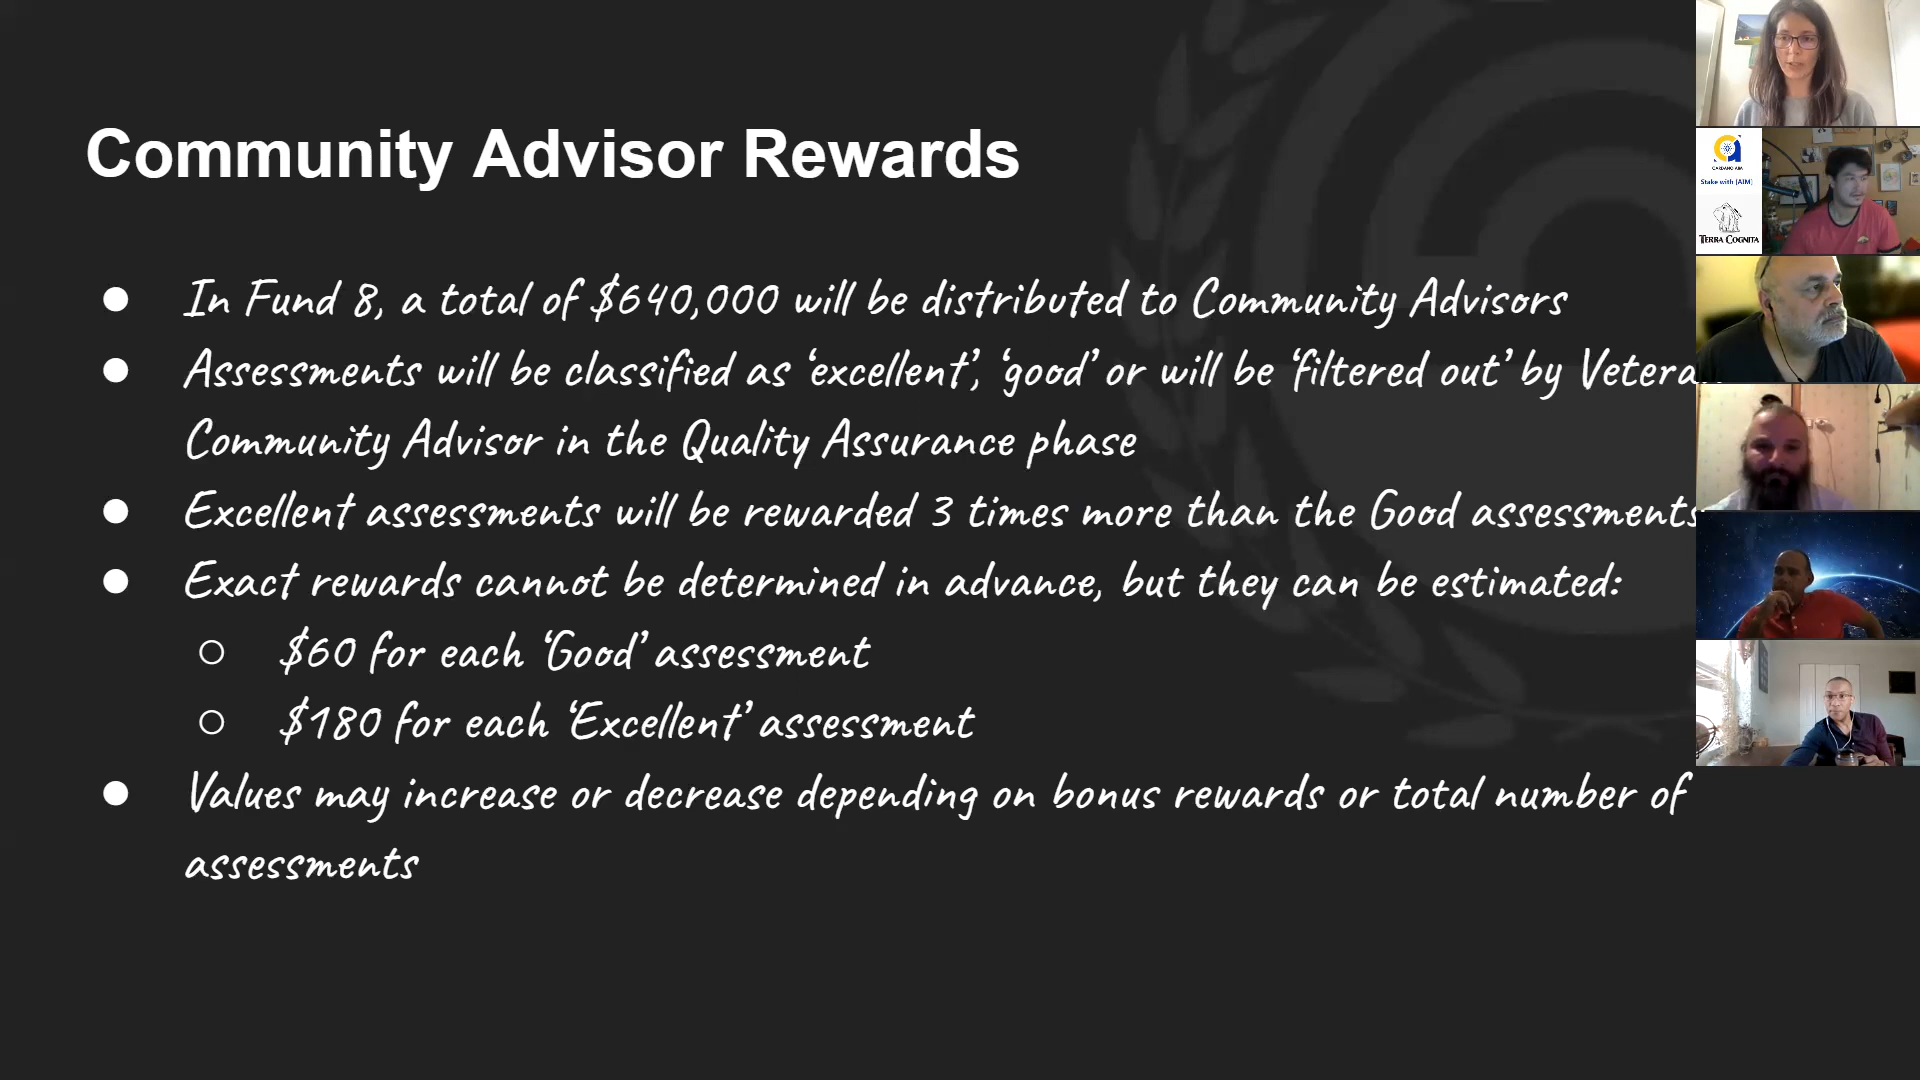 Community Advisor Rewards
In Fund 8, a total of $640,000 will be distributed to Community Advisors
Assessments will be classified as ‘excellent’, ‘good’ or will be ‘filtered out’ by
Community Advisor in the Quality Assurance phase
Excellent assessments will be rewarded 3 times more than the Good assessments
Exact rewards cannot be determined in advance, but they can be estimated:
$60 for each ‘Good’ assessment
$180 for each ‘Excellent’ assessment
Values may increase or decrease depending on bonus rewards or total number of
assessments
CARDANO AIM
Stake with [AIM]
TERRA COGNITA